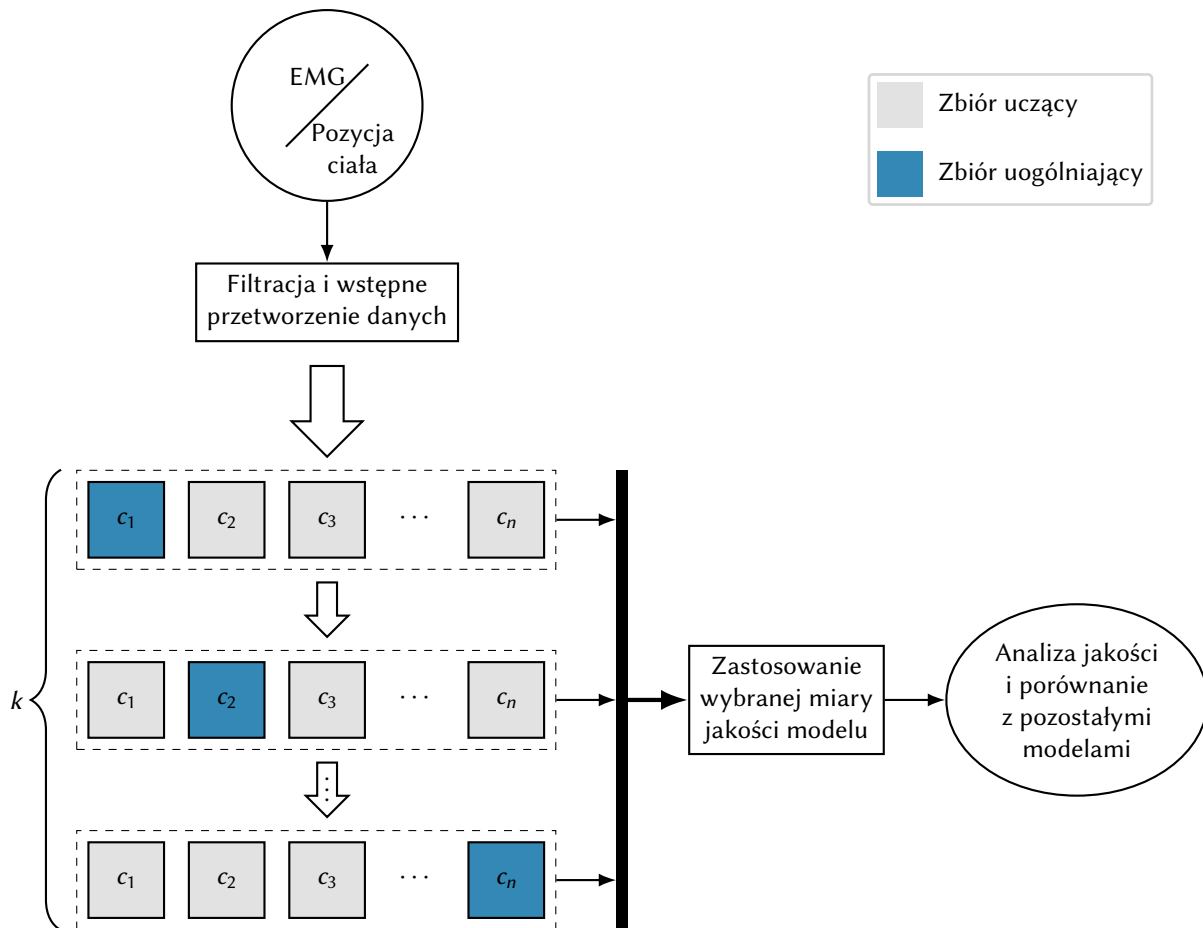 EMG
Pozycja
ciała
Zbiór uczący
Zbiór uogólniający
Filtracja i wstępne
przetworzenie danych
c₁ c₂ c₃ ··· cₙ
k
c₁ c₂ c₃ ··· cₙ
Zastosowanie
wybranej miary
jakości modelu
Analiza jakości
i porównanie
z pozostałymi
modelami
⋮
c₁ c₂ c₃ ··· cₙ